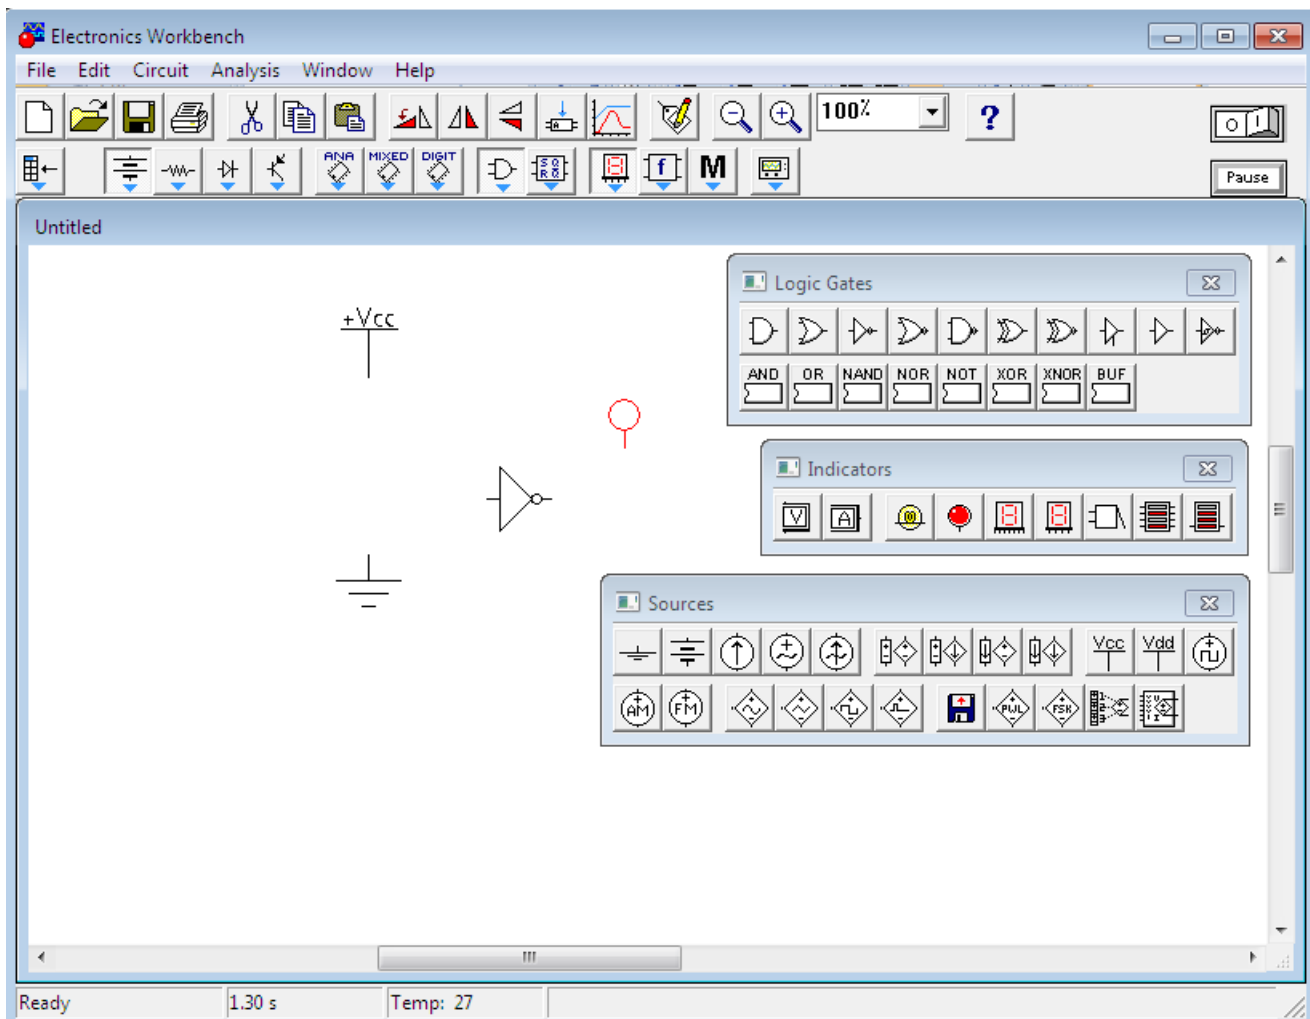 Electronics Workbench
File Edit Circuit Analysis Window Help
100% ?
ANA MIXED DIGIT S Q R Q f M
O I
Pause
Untitled
Logic Gates
AND OR NAND NOR NOT XOR XNOR BUF
+Vcc
Indicators
V A
Sources
Vcc Vdd
AM FM PWL FSK
Ready 1.30 s Temp: 27